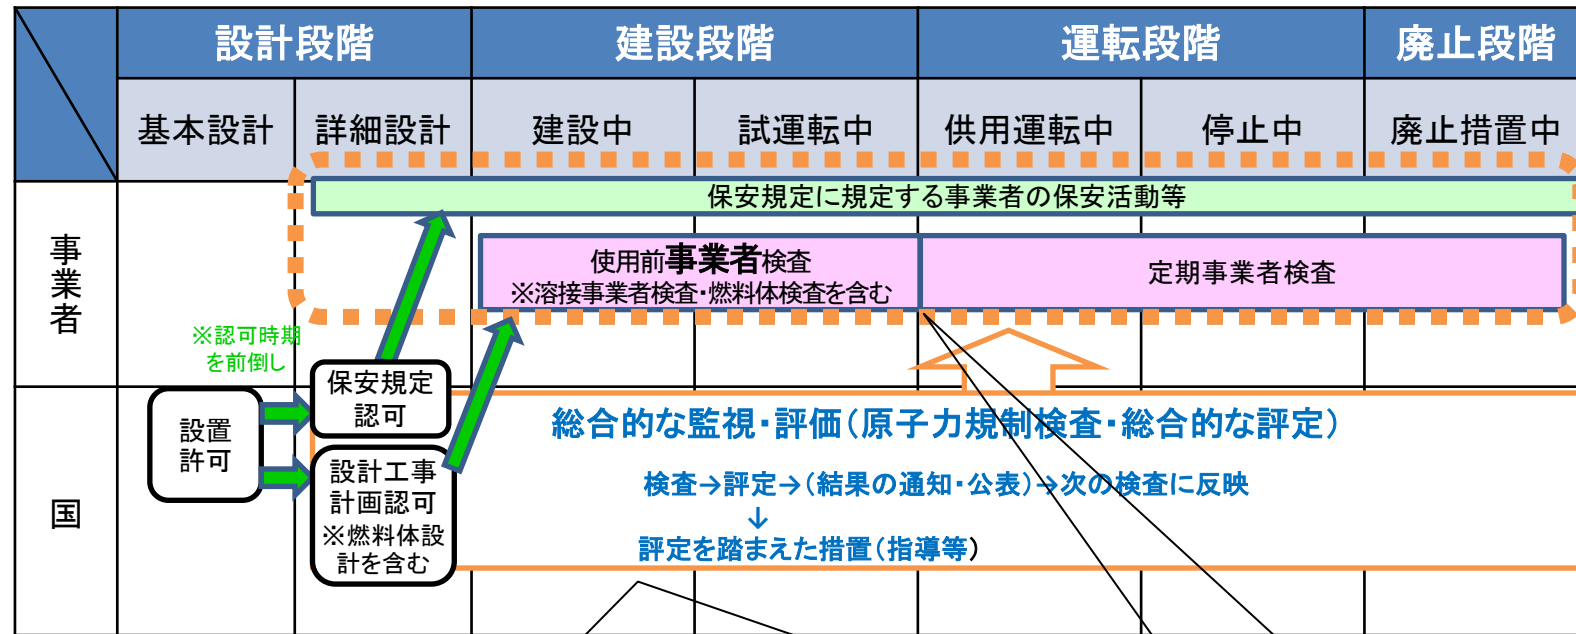 設計段階
建設段階
運転段階
廃止段階
基本設計
詳細設計
建設中
試運転中
供用運転中
停止中
廃止措置中
事業者
保安規定に規定する事業者の保安活動等
使用前事業者検査
※溶接事業者検査・燃料体検査を含む
定期事業者検査
※認可時期
を前倒し
国
設置
許可
保安規定
認可
設計工事
計画認可
※燃料体設
計を含む
総合的な監視・評価(原子力規制検査・総合的な評定)
検査→評定→(結果の通知・公表)→次の検査に反映
↓
評定を踏まえた措置(指導等)